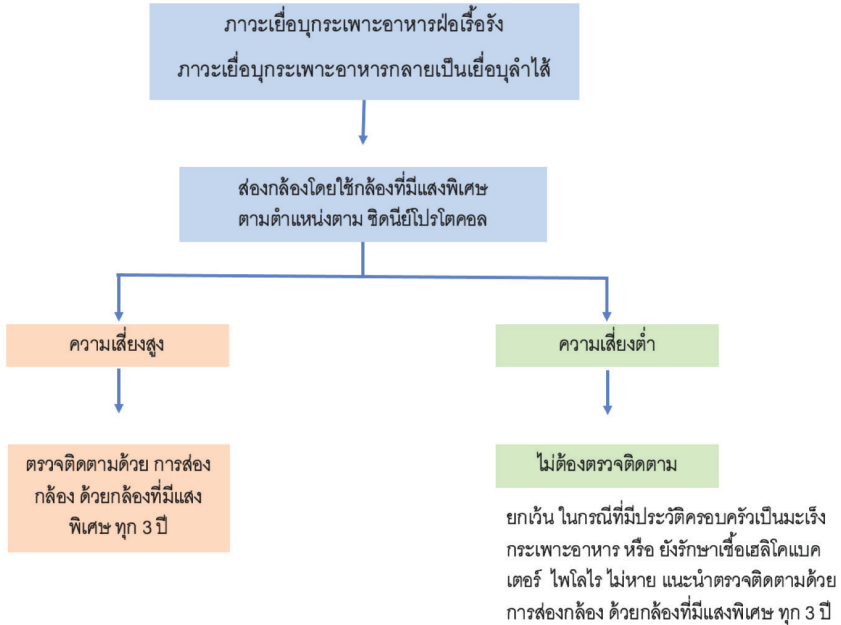 ภาวะเยื่อบุกระเพาะอาหารฝ่อเรื้อรัง
ภาวะเยื่อบุกระเพาะอาหารกลายเป็นเยื่อบุลำไส้
ส่องกล้องโดยใช้กล้องที่มีแสงพิเศษ
ตามตำแหน่งตาม ซิดนีย์โปรโตคอล
ความเสี่ยงสูง
ความเสี่ยงต่ำ
ตรวจติดตามด้วย การส่อง
กล้อง ด้วยกล้องที่มีแสง
พิเศษ ทุก 3 ปี
ไม่ต้องตรวจติดตาม
ยกเว้น ในกรณีที่มีประวัติครอบครัวเป็นมะเร็ง
กระเพาะอาหาร หรือ ยังรักษาเชื้อเฮลิโคแบค
เตอร์ ไพโลไร ไม่หาย แนะนำตรวจติดตามด้วย
การส่องกล้อง ด้วยกล้องที่มีแสงพิเศษ ทุก 3 ปี